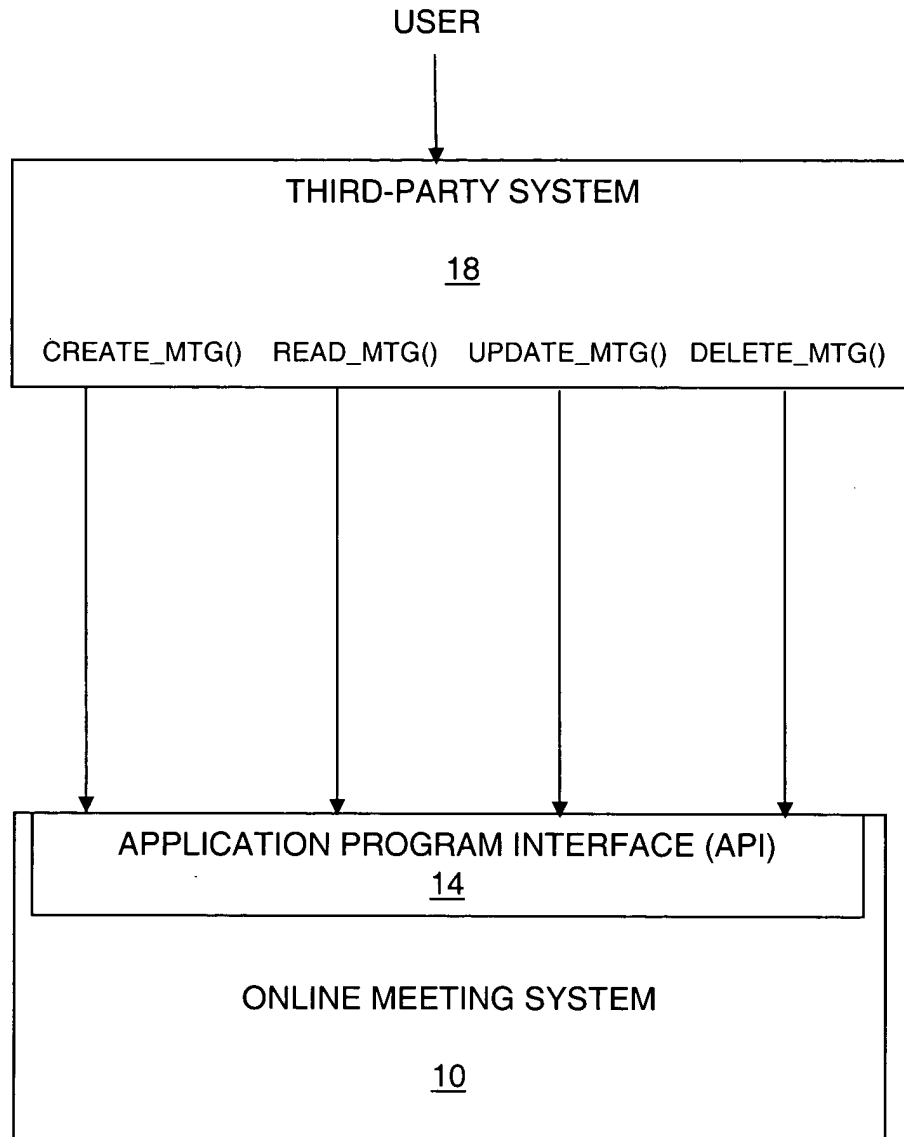 USER
THIRD-PARTY SYSTEM
18
CREATE_MTG() READ_MTG() UPDATE_MTG() DELETE_MTG()
APPLICATION PROGRAM INTERFACE (API)
14
ONLINE MEETING SYSTEM
10